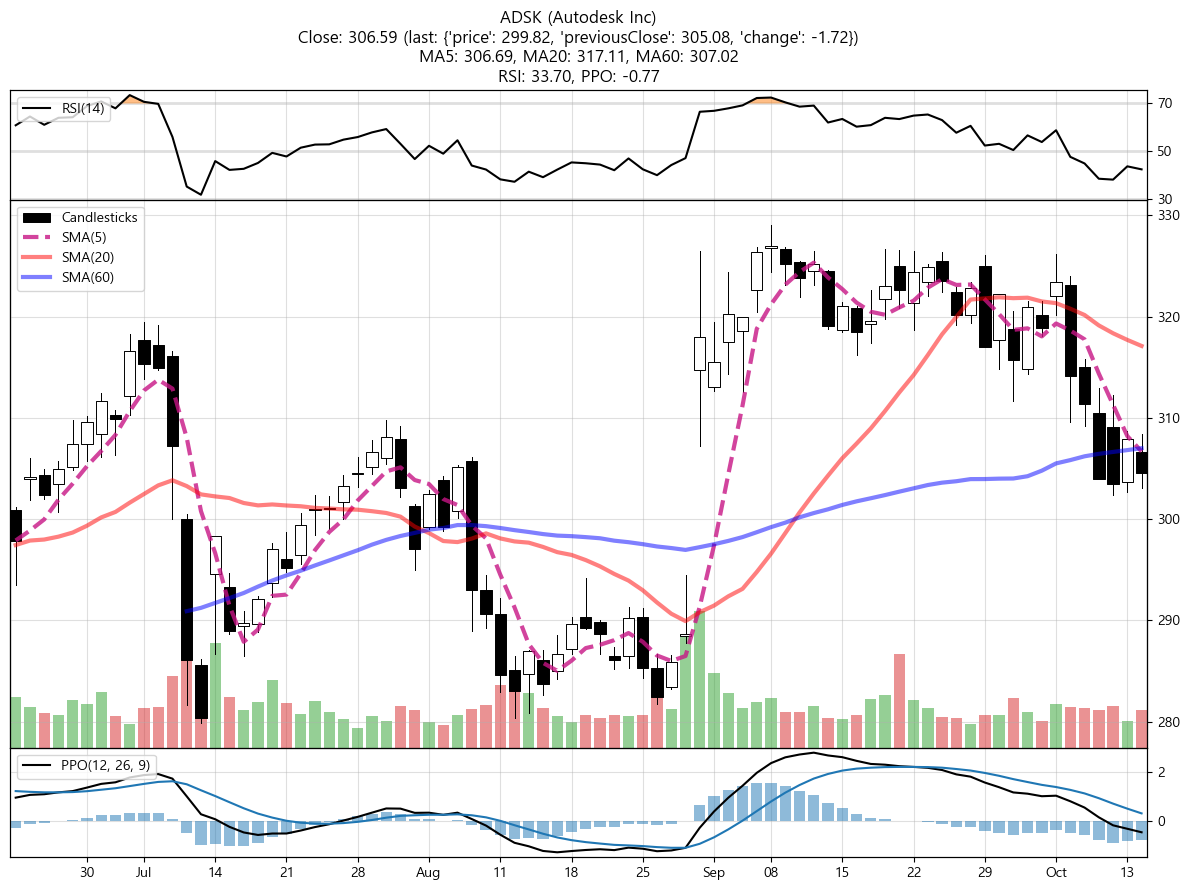 ADSK (Autodesk Inc)
Close: 306.59 (last: {'price': 299.82, 'previousClose': 305.08, 'change': -1.72})
MA5: 306.69, MA20: 317.11, MA60: 307.02
RSI: 33.70, PPO: -0.77
RSI(14)
70
50
30
Candlesticks
SMA(5)
SMA(20)
SMA(60)
330
320
310
300
290
280
PPO(12, 26, 9)
2
0
30 Jul 14 21 28 Aug 11 18 25 Sep 08 15 22 29 Oct 13